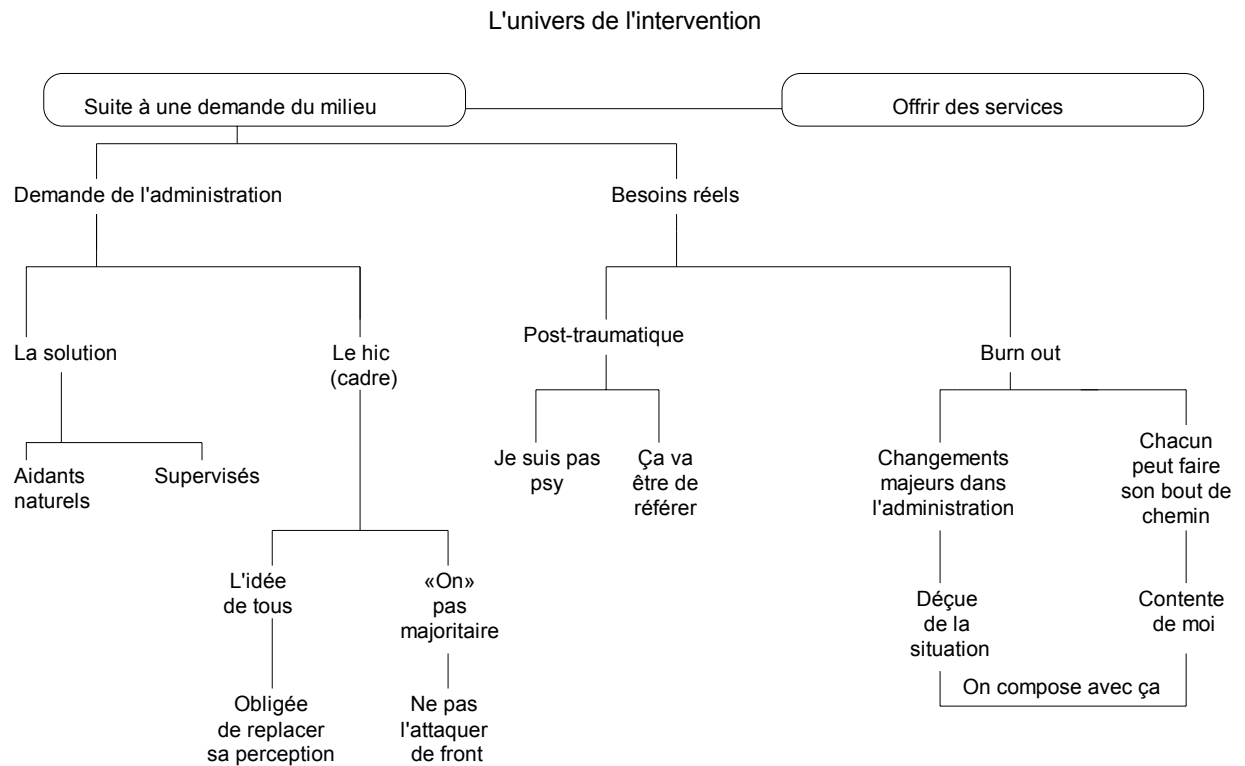 L'univers de l'intervention
Suite à une demande du milieu
Offrir des services
Demande de l'administration
Besoins réels
La solution
Le hic
(cadre)
Post-traumatique
Burn out
Aidants
naturels
Supervisés
Je suis pas
psy
Ça va
être de
référer
Changements
majeurs dans
l'administration
Chacun
peut faire
son bout de
chemin
L'idée
de tous
«On»
pas
majoritaire
Déçue
de la
situation
Contente
de moi
On compose avec ça
Obligée
de replacer
sa perception
Ne pas
l'attaquer
de front